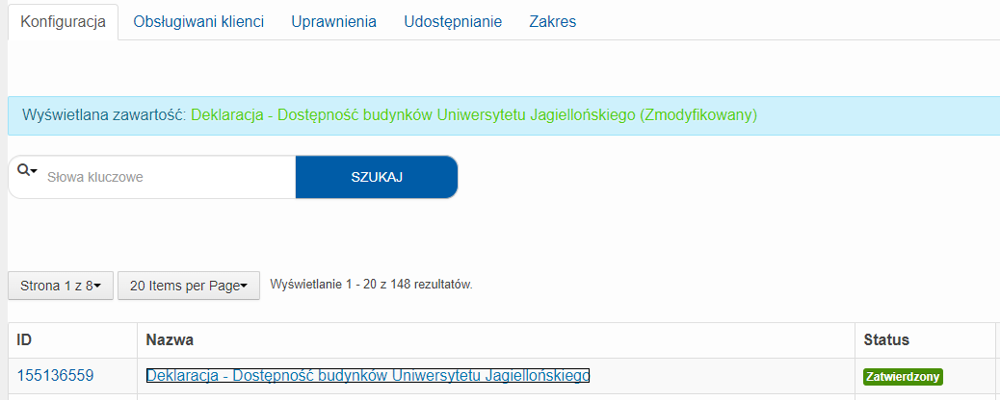 Konfiguracja Obsługiwani klienci Uprawnienia Udostępnianie Zakres
Wyświetlana zawartość: Deklaracja - Dostępność budynków Uniwersytetu Jagiellońskiego (Zmodyfikowany)
Słowa kluczowe SZUKAJ
Strona 1 z 8 20 Items per Page Wyświetlanie 1 - 20 z 148 rezultatów.
ID Nazwa Status
155136559 Deklaracja - Dostępność budynków Uniwersytetu Jagiellońskiego Zatwierdzony